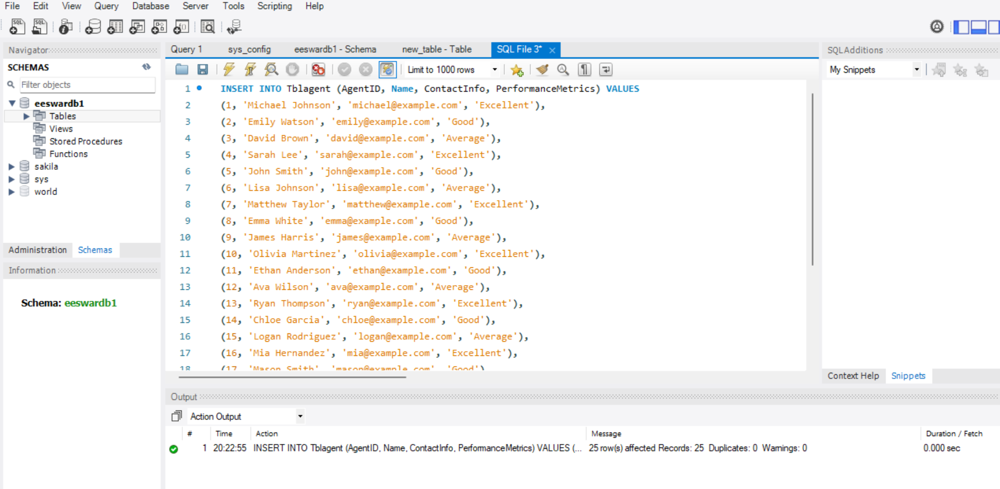 File Edit View Query Database Server Tools Scripting Help
Navigator
SCHEMAS
Filter objects
eeswardb1
Tables
Views
Stored Procedures
Functions
sakila
sys
world
Administration Schemas
Information
Schema: eeswardb1
Query 1 sys_config eeswardb1 - Schema new_table - Table SQL File 3*
Limit to 1000 rows
1 INSERT INTO Tblagent (AgentID, Name, ContactInfo, PerformanceMetrics) VALUES
2 (1, 'Michael Johnson', 'michael@example.com', 'Excellent'),
3 (2, 'Emily Watson', 'emily@example.com', 'Good'),
4 (3, 'David Brown', 'david@example.com', 'Average'),
5 (4, 'Sarah Lee', 'sarah@example.com', 'Excellent'),
6 (5, 'John Smith', 'john@example.com', 'Good'),
7 (6, 'Lisa Johnson', 'lisa@example.com', 'Average'),
8 (7, 'Matthew Taylor', 'matthew@example.com', 'Excellent'),
9 (8, 'Emma White', 'emma@example.com', 'Good'),
10 (9, 'James Harris', 'james@example.com', 'Average'),
11 (10, 'Olivia Martinez', 'olivia@example.com', 'Excellent'),
12 (11, 'Ethan Anderson', 'ethan@example.com', 'Good'),
13 (12, 'Ava Wilson', 'ava@example.com', 'Average'),
14 (13, 'Ryan Thompson', 'ryan@example.com', 'Excellent'),
15 (14, 'Chloe Garcia', 'chloe@example.com', 'Good'),
16 (15, 'Logan Rodriguez', 'logan@example.com', 'Average'),
17 (16, 'Mia Hernandez', 'mia@example.com', 'Excellent'),
18 (17, 'Mason Smith', 'mason@example.com', 'Good')
SQLAdditions
My Snippets
Context Help Snippets
Output
Action Output
# Time Action Message Duration / Fetch
1 20:22:55 INSERT INTO Tblagent (AgentID, Name, ContactInfo, PerformanceMetrics) VALUES (... 25 row(s) affected Records: 25 Duplicates: 0 Warnings: 0 0.000 sec